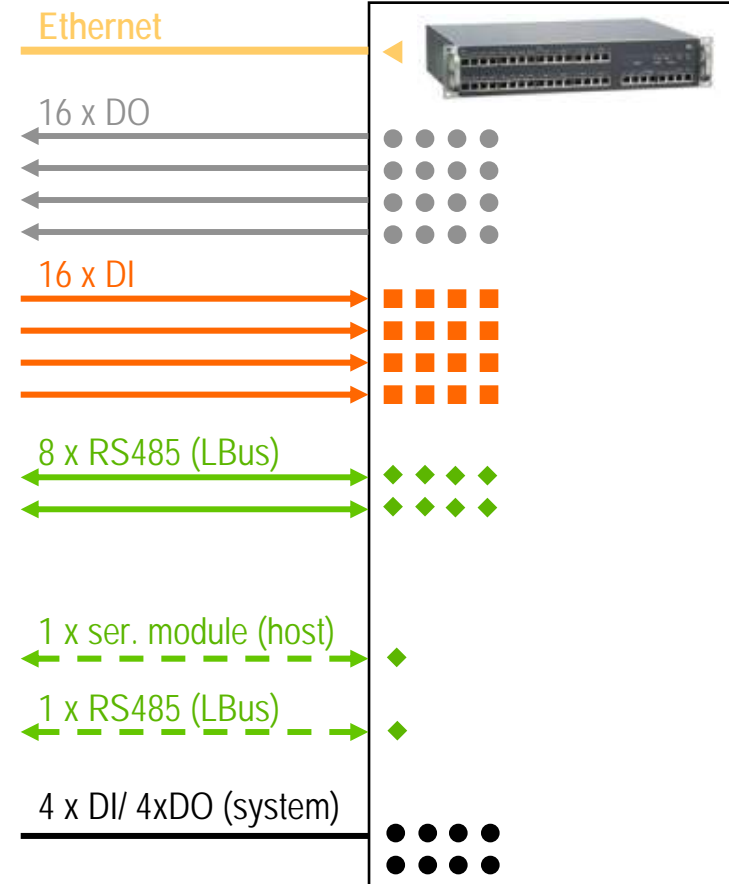 Ethernet
16 x DO
16 x DI
8 x RS485 (LBus)
1 x ser. module (host)
1 x RS485 (LBus)
4 x DI/ 4xDO (system)